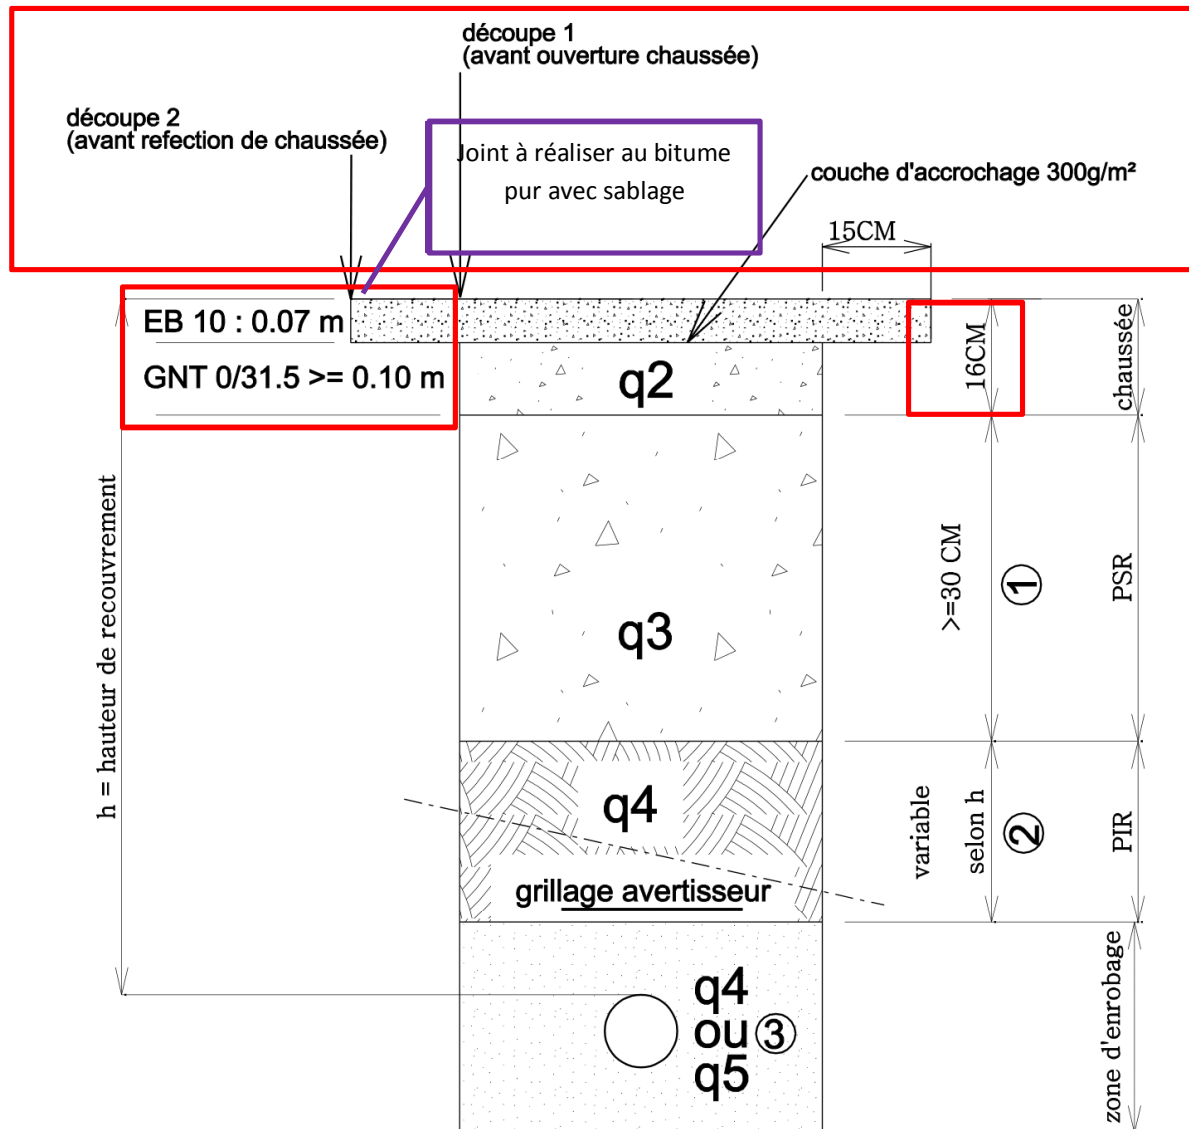 découpe 1
(avant ouverture chaussée)
découpe 2
(avant refection de chaussée)
Joint à réaliser au bitume
pur avec sablage
couche d'accrochage 300g/m²
15CM
EB 10 : 0.07 m
GNT 0/31.5 >= 0.10 m
q2
16CM
chaussée
h = hauteur de recouvrement
q3
>=30 CM
1
PSR
q4
grillage avertisseur
variable
selon h
2
PIR
q4
ou 3
q5
zone d'enrobage